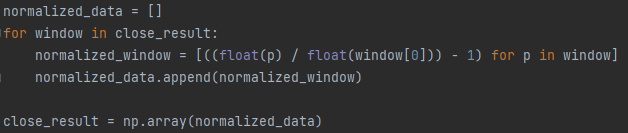 normalized_data = []
for window in close_result:
    normalized_window = [((float(p) / float(window[0])) - 1) for p in window]
    normalized_data.append(normalized_window)

close_result = np.array(normalized_data)